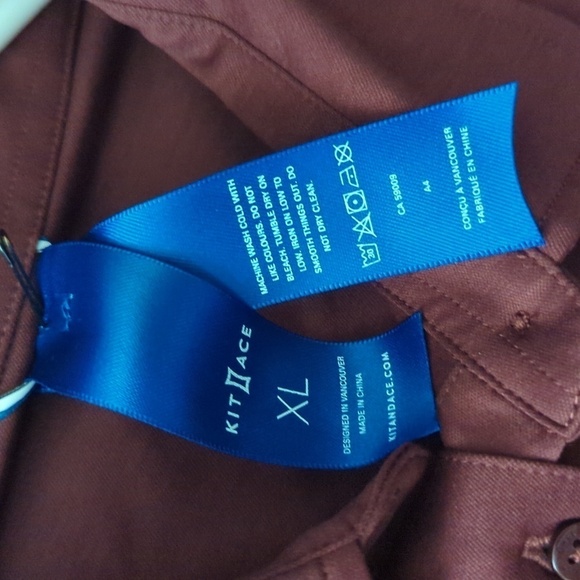 MACHINE WASH COLD WITH
LIKE COLOURS. DO NOT
BLEACH. TUMBLE DRY ON
LOW. IRON ON LOW TO
SMOOTH THINGS OUT. DO
NOT DRY CLEAN.
30
CA 59009
A4
CONÇU À VANCOUVER
FABRIQUÉ EN CHINE
KIT ACE
XL
DESIGNED IN VANCOUVER
MADE IN CHINA
KITANDACE.COM